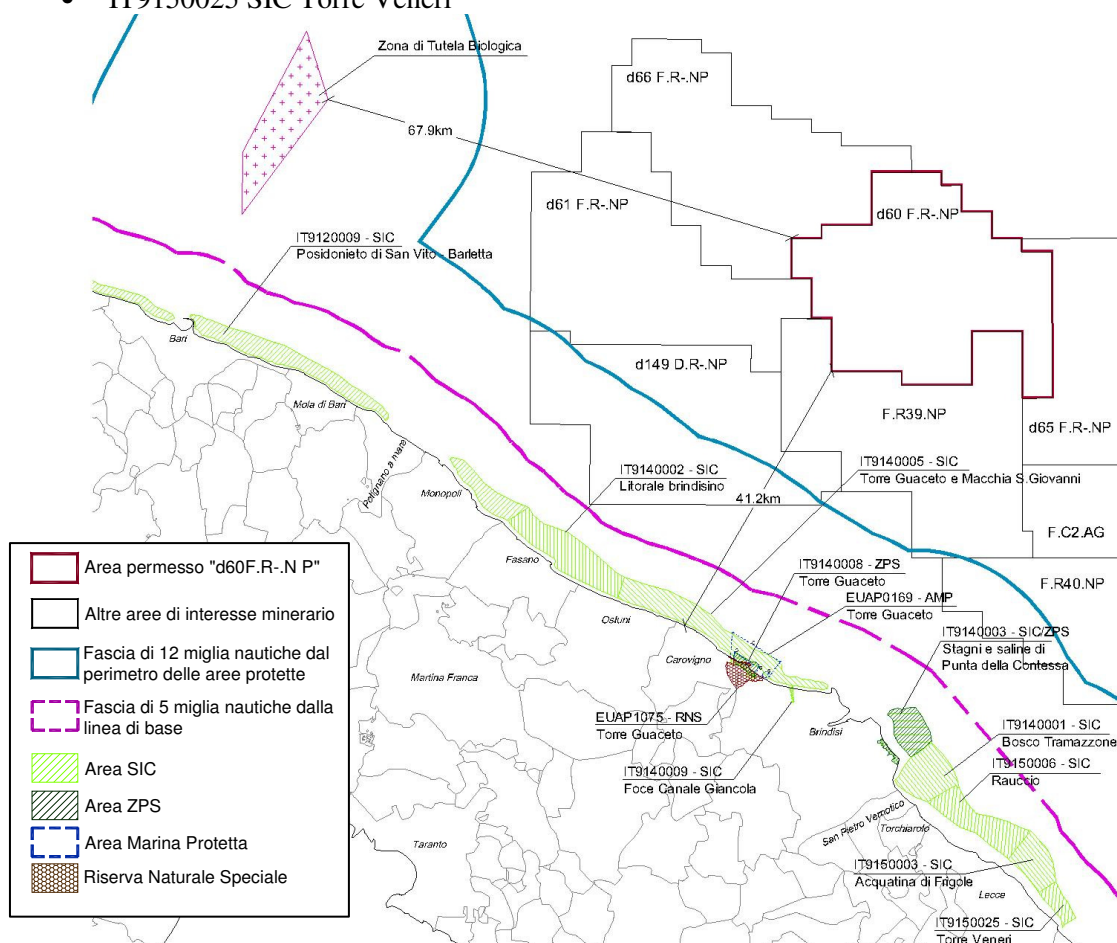 • IT9150025 SIC Torre Veneri
Zona di Tutela Biologica
d66 F.R-.NP
67.9km
d61 F.R-.NP
d60 F.R-.NP
IT9120009 - SIC
Posidonieto di San Vito - Barletta
Bari
d149 D.R-.NP
Mola di Bari
F.R39.NP
d65 F.R-.NP
Polignano a mare
IT9140002 - SIC
Litorale brindisino
IT9140005 - SIC
Torre Guaceto e Macchia S.Giovanni
Monopoli
41.2km
F.C2.AG
Fasano
IT9140008 - ZPS
Torre Guaceto
F.R40.NP
EUAP0169 - AMP
Torre Guaceto
Ostuni
IT9140003 - SIC/ZPS
Stagni e saline di
Punta della Contessa
Carovigno
Martina Franca
EUAP1075 - RNS
Torre Guaceto
Brindisi
IT9140001 - SIC
Bosco Tramazzone
IT9150006 - SIC
Rauccio
IT9140009 - SIC
Foce Canale Giancola
San Pietro Vernotico
Torchiarolo
Taranto
IT9150003 - SIC
Acquatina di Frigole
Lecce
IT9150025 - SIC
Torre Veneri
Area permesso "d60F.R-.N P"
Altre aree di interesse minerario
Fascia di 12 miglia nautiche dal
perimetro delle aree protette
Fascia di 5 miglia nautiche dalla
linea di base
Area SIC
Area ZPS
Area Marina Protetta
Riserva Naturale Speciale